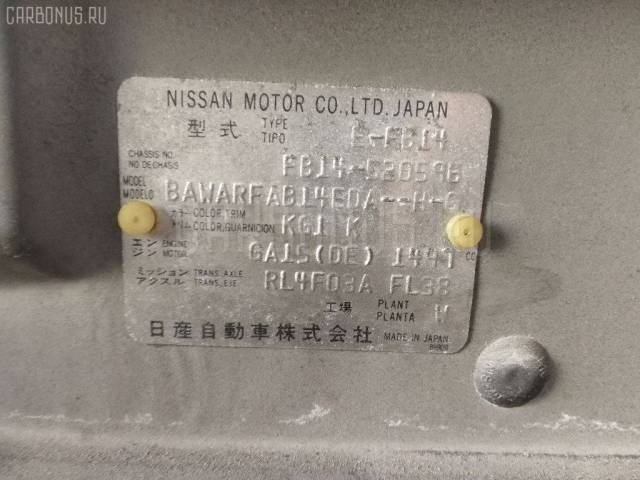 CARBONUS.RU
NISSAN MOTOR CO.,LTD. JAPAN
型式 TYPE TIPO E-FB14
CHASSIS NO. NO DECHASIS FB14-520596
MODEL MODELO BAWARFAB14EDA--H-
カラー COLOR,TRIM
トリム COLOR,GUARNICION KG1 K
エンジン ENGINE MOTOR GA15(DE) 1497 cc
ミッション TRANS. AXLE
アクスル TRANS. EJE RL4F03A FL38
工場 PLANT PLANTA
日産自動車株式会社 MADE IN JAPAN